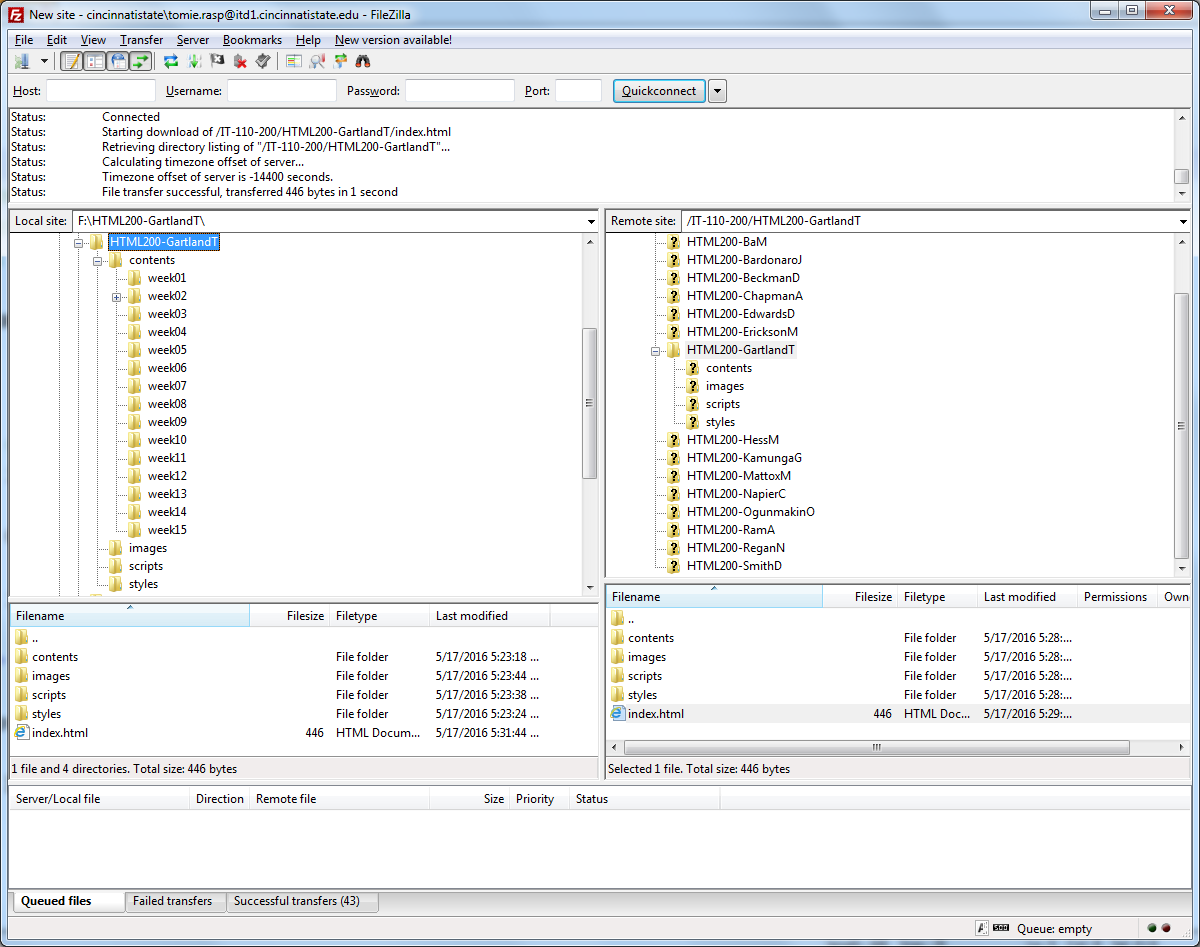 New site - cincinnatistate\tomie.rasp@itd1.cincinnatistate.edu - FileZilla
File Edit View Transfer Server Bookmarks Help New version available!
Host: Username: Password: Port: Quickconnect
Status: Connected
Status: Starting download of /IT-110-200/HTML200-GartlandT/index.html
Status: Retrieving directory listing of "/IT-110-200/HTML200-GartlandT"...
Status: Calculating timezone offset of server...
Status: Timezone offset of server is -14400 seconds.
Status: File transfer successful, transferred 446 bytes in 1 second
Local site: F:\HTML200-GartlandT\
HTML200-GartlandT
contents
week01
week02
week03
week04
week05
week06
week07
week08
week09
week10
week11
week12
week13
week14
week15
images
scripts
styles
Filename Filesize Filetype Last modified
..
contents File folder 5/17/2016 5:23:18 ...
images File folder 5/17/2016 5:23:44 ...
scripts File folder 5/17/2016 5:23:38 ...
styles File folder 5/17/2016 5:23:24 ...
index.html 446 HTML Docum... 5/17/2016 5:31:44 ...
1 file and 4 directories. Total size: 446 bytes
Remote site: /IT-110-200/HTML200-GartlandT
HTML200-BaM
HTML200-BardonaroJ
HTML200-BeckmanD
HTML200-ChapmanA
HTML200-EdwardsD
HTML200-EricksonM
HTML200-GartlandT
contents
images
scripts
styles
HTML200-HessM
HTML200-KamungaG
HTML200-MattoxM
HTML200-NapierC
HTML200-OgunmakinO
HTML200-RamA
HTML200-ReganN
HTML200-SmithD
Filename Filesize Filetype Last modified Permissions Own
..
contents File folder 5/17/2016 5:28:...
images File folder 5/17/2016 5:28:...
scripts File folder 5/17/2016 5:28:...
styles File folder 5/17/2016 5:28:...
index.html 446 HTML Doc... 5/17/2016 5:29:...
Selected 1 file. Total size: 446 bytes
Server/Local file Direction Remote file Size Priority Status
Queued files Failed transfers Successful transfers (43)
Queue: empty